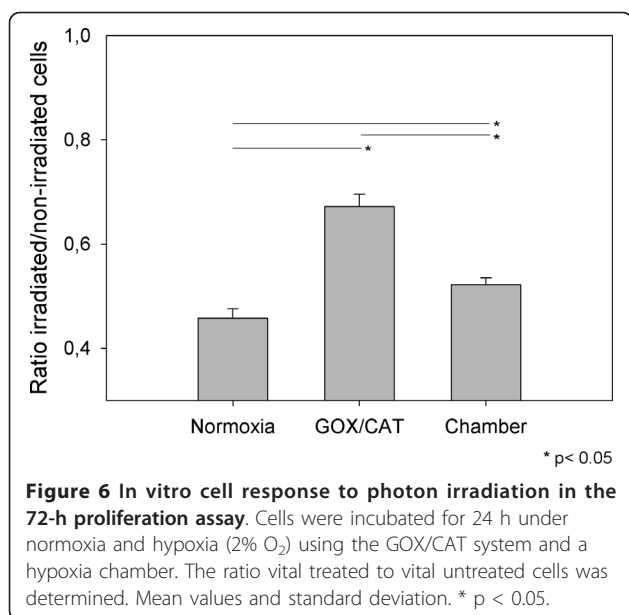 1,0
0,8
0,6
0,4
Ratio irradiated/non-irradiated cells
*
*
*
Normoxia GOX/CAT Chamber
* p< 0.05
Figure 6 In vitro cell response to photon irradiation in the
72-h proliferation assay. Cells were incubated for 24 h under
normoxia and hypoxia (2% O₂) using the GOX/CAT system and a
hypoxia chamber. The ratio vital treated to vital untreated cells was
determined. Mean values and standard deviation. * p < 0.05.